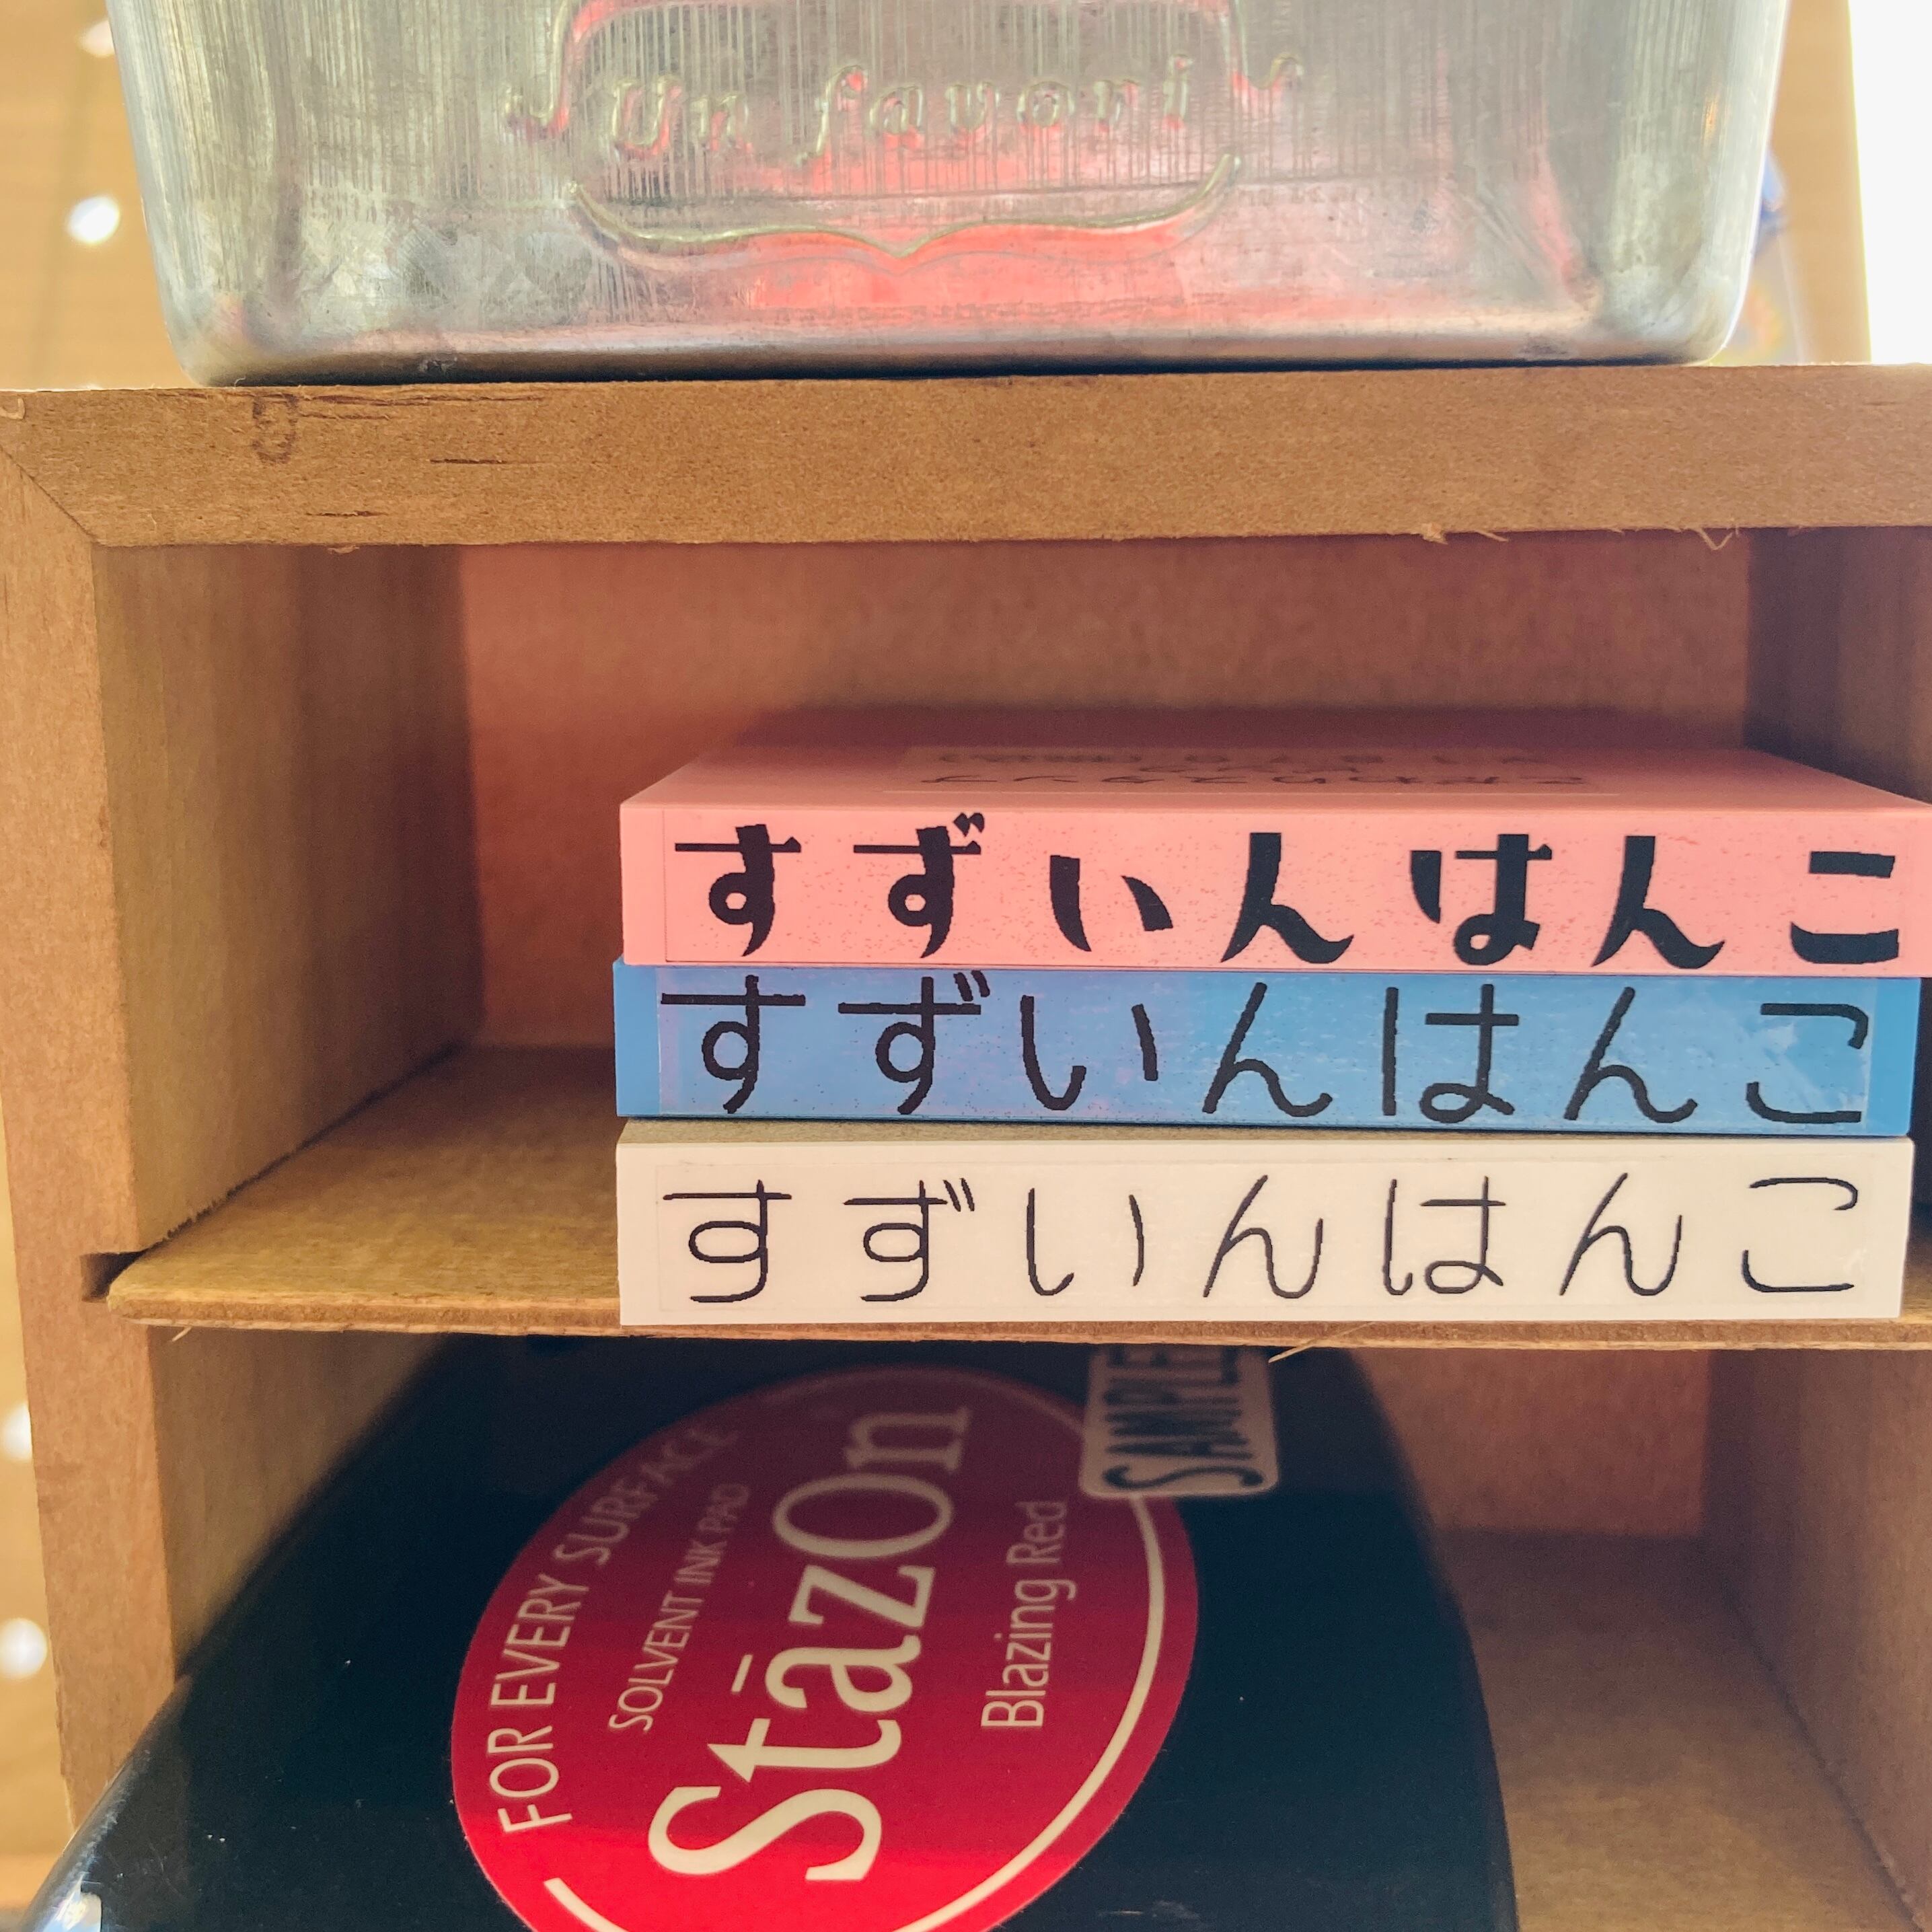 un favori
すずいんはんこ
すずいんはんこ
すずいんはんこ
SAMPLE
FOR EVERY SURFACE
SOLVENT INK PAD
StāzOn
Blazing Red